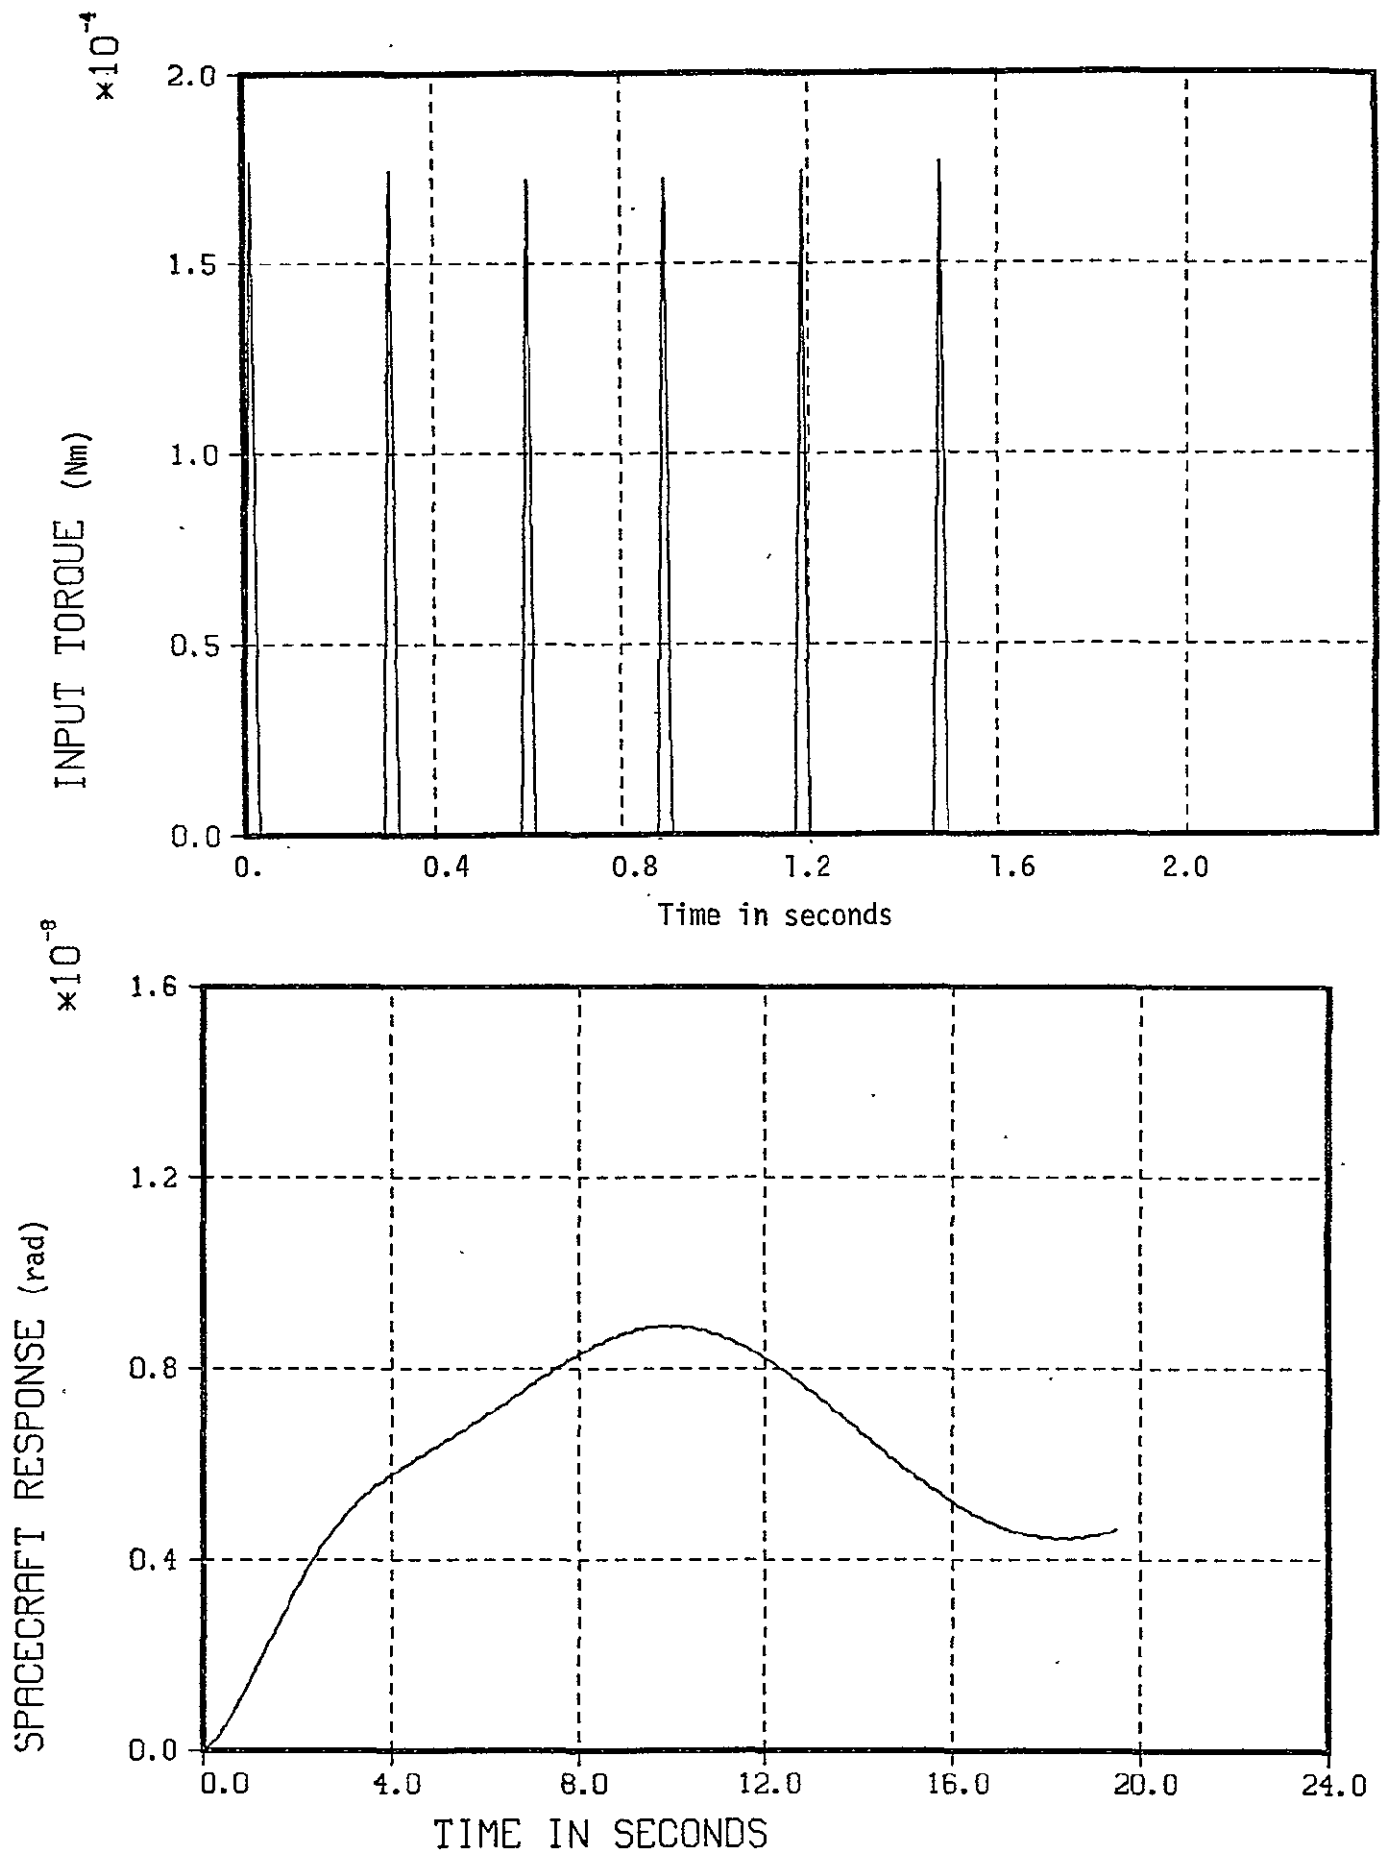 *10⁻⁴
2.0
1.5
1.0
0.5
0.0
INPUT TORQUE (Nm)
0. 0.4 0.8 1.2 1.6 2.0
Time in seconds
*10⁻⁸
1.6
1.2
0.8
0.4
0.0
SPACECRAFT RESPONSE (rad)
0.0 4.0 8.0 12.0 16.0 20.0 24.0
TIME IN SECONDS